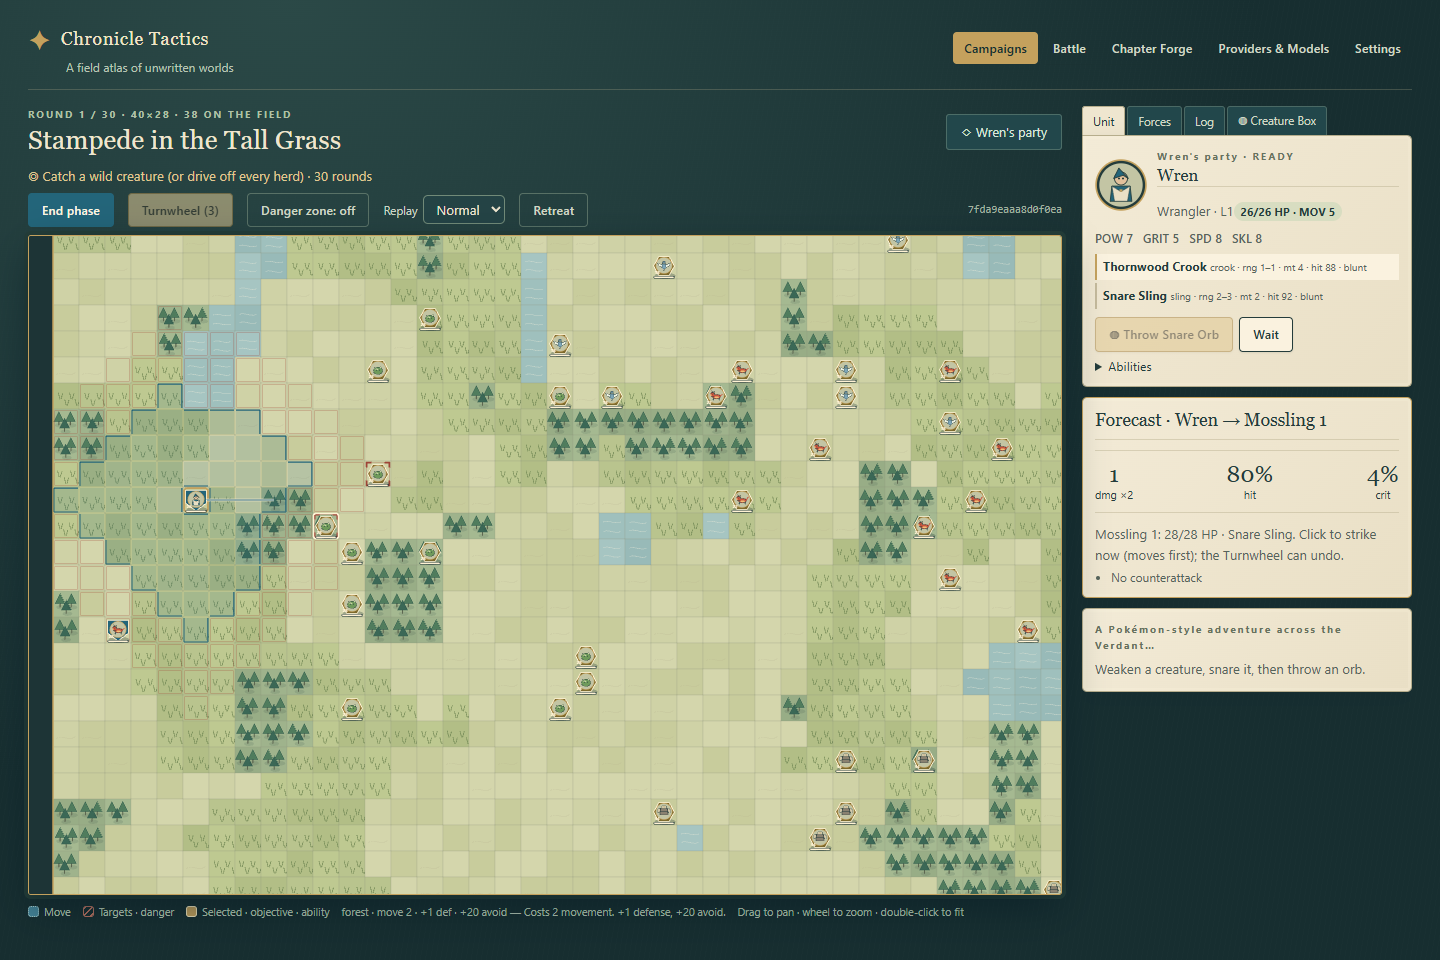 Chronicle Tactics
A field atlas of unwritten worlds
Campaigns
Battle
Chapter Forge
Providers & Models
Settings
ROUND 1 / 30 · 40×28 · 38 ON THE FIELD
Stampede in the Tall Grass
◇ Wren's party
◎ Catch a wild creature (or drive off every herd) · 30 rounds
End phase
Turnwheel (3)
Danger zone: off
Replay
Normal
Retreat
7fda9eaaa8d0f0ea
Unit
Forces
Log
Creature Box
Wren's party · READY
Wren
Wrangler · L1 26/26 HP · MOV 5
POW 7 GRIT 5 SPD 8 SKL 8
Thornwood Crook crook · rng 1–1 · mt 4 · hit 88 · blunt
Snare Sling sling · rng 2–3 · mt 2 · hit 92 · blunt
Throw Snare Orb
Wait
▶ Abilities
Forecast · Wren → Mossling 1
1
dmg ×2
80%
hit
4%
crit
Mossling 1: 28/28 HP · Snare Sling. Click to strike
now (moves first); the Turnwheel can undo.
• No counterattack
A Pokémon-style adventure across the
Verdant…
Weaken a creature, snare it, then throw an orb.
Move
Targets · danger
Selected · objective · ability
forest · move 2 · +1 def · +20 avoid — Costs 2 movement. +1 defense, +20 avoid.
Drag to pan · wheel to zoom · double-click to fit